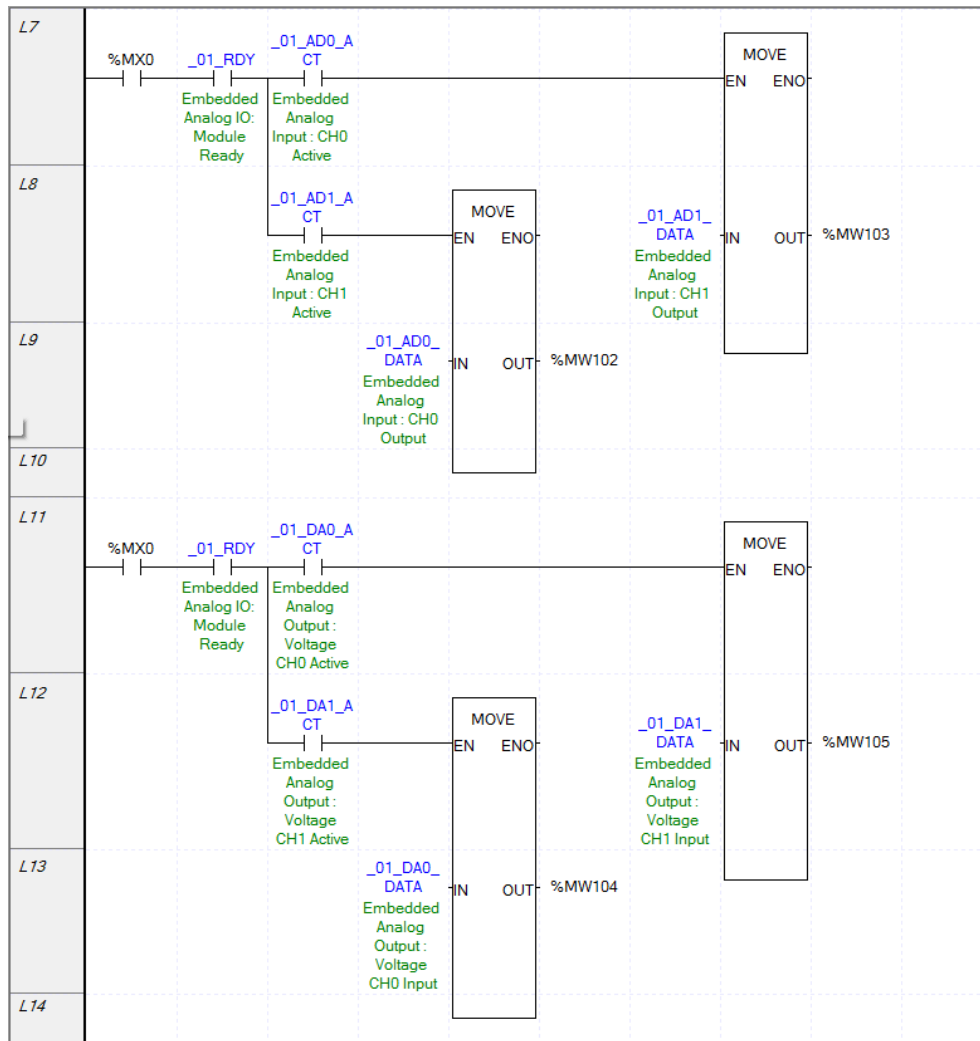 L7
%MX0
_01_RDY
Embedded
Analog IO:
Module
Ready
_01_AD0_A
CT
Embedded
Analog
Input : CH0
Active
MOVE
EN ENO
L8
_01_AD1_A
CT
Embedded
Analog
Input : CH1
Active
MOVE
EN ENO
_01_AD1_
DATA
Embedded
Analog
Input : CH1
Output
IN OUT
%MW103
L9
_01_AD0_
DATA
Embedded
Analog
Input : CH0
Output
IN OUT
%MW102
L10
L11
%MX0
_01_RDY
Embedded
Analog IO:
Module
Ready
_01_DA0_A
CT
Embedded
Analog
Output :
Voltage
CH0 Active
MOVE
EN ENO
L12
_01_DA1_A
CT
Embedded
Analog
Output :
Voltage
CH1 Active
MOVE
EN ENO
_01_DA1_
DATA
Embedded
Analog
Output :
Voltage
CH1 Input
IN OUT
%MW105
L13
_01_DA0_
DATA
Embedded
Analog
Output :
Voltage
CH0 Input
IN OUT
%MW104
L14